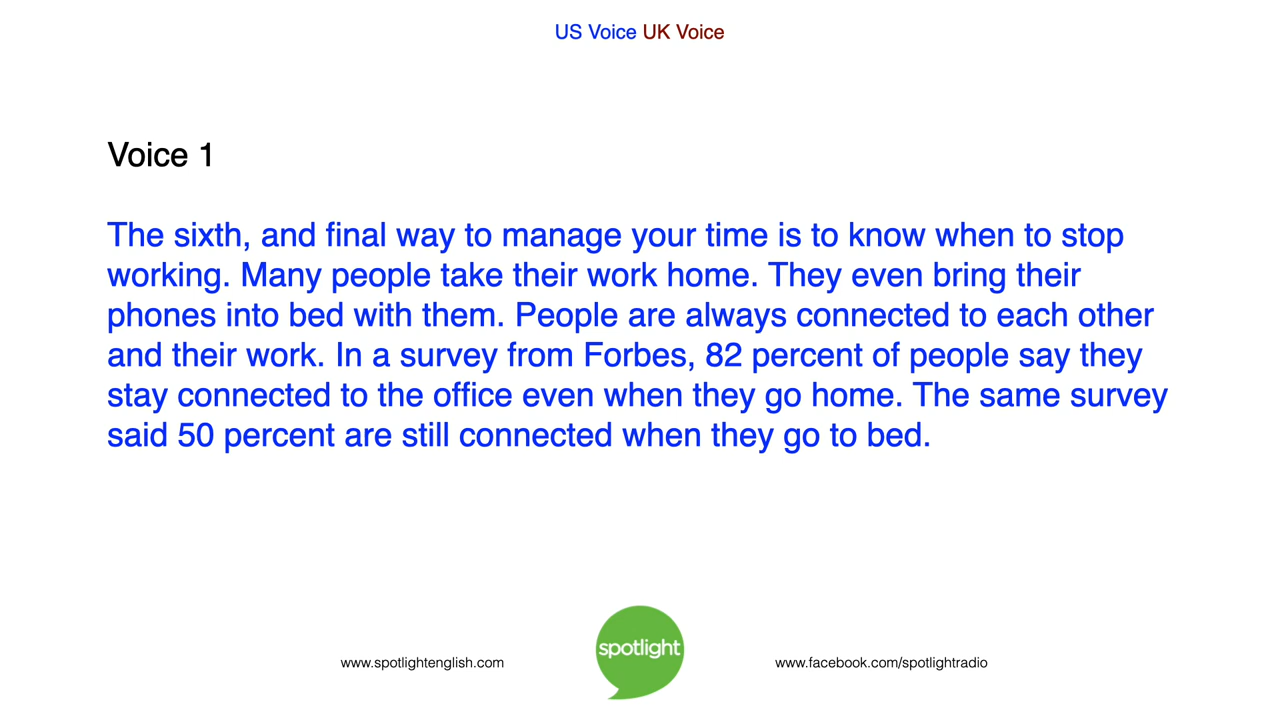 US Voice UK Voice
Voice 1
The sixth, and final way to manage your time is to know when to stop
working. Many people take their work home. They even bring their
phones into bed with them. People are always connected to each other
and their work. In a survey from Forbes, 82 percent of people say they
stay connected to the office even when they go home. The same survey
said 50 percent are still connected when they go to bed.
www.spotlightenglish.com
spotlight
www.facebook.com/spotlightradio